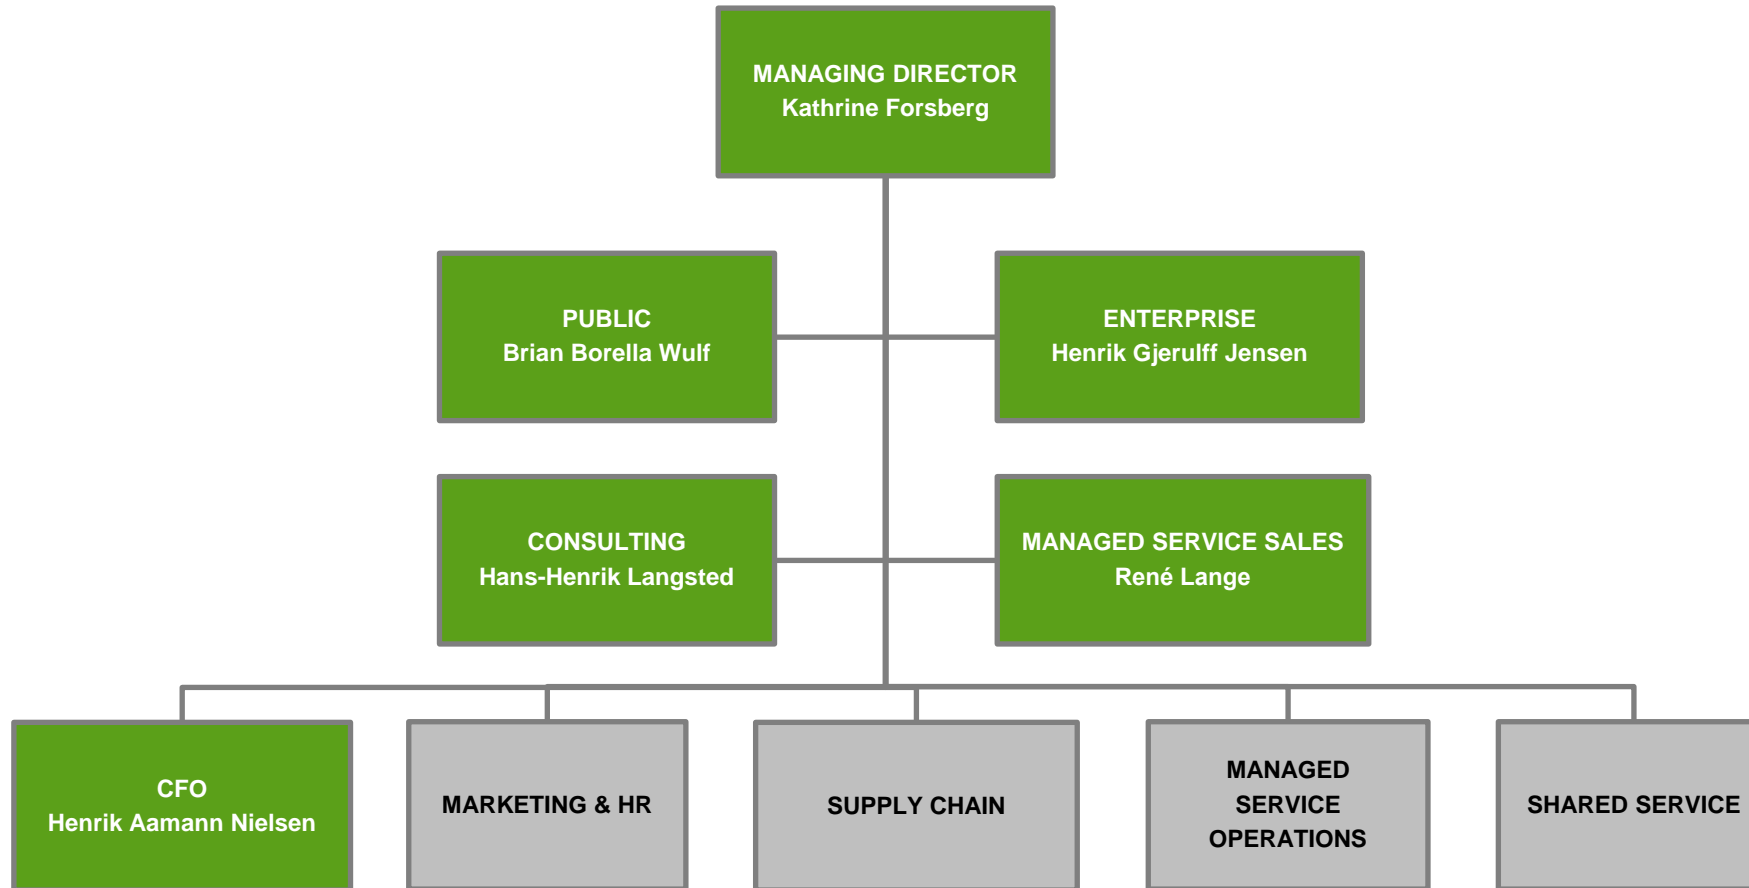 MANAGING DIRECTOR
Kathrine Forsberg
PUBLIC
Brian Borella Wulf
ENTERPRISE
Henrik Gjerulff Jensen
CONSULTING
Hans-Henrik Langsted
MANAGED SERVICE SALES
René Lange
CFO
Henrik Aamann Nielsen
MARKETING & HR
SUPPLY CHAIN
MANAGED
SERVICE
OPERATIONS
SHARED SERVICE